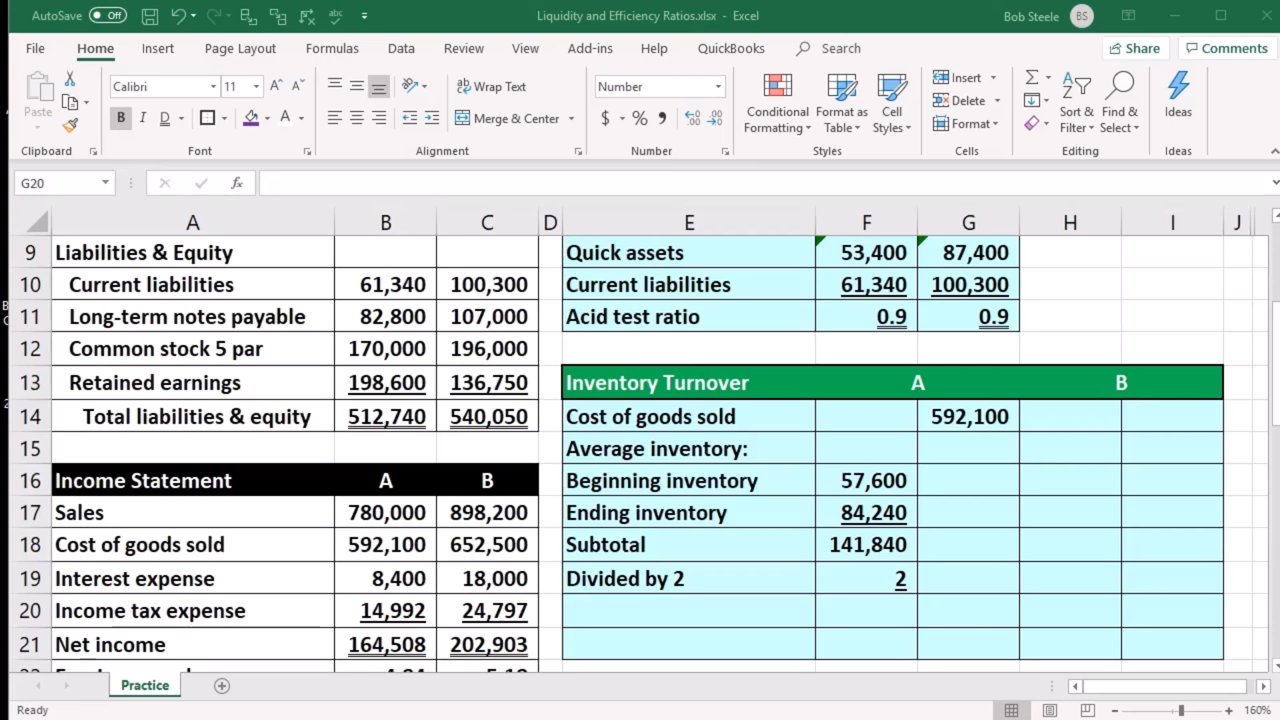 AutoSave Off Liquidity and Efficiency Ratios.xlsx - Excel Bob Steele BS
File Home Insert Page Layout Formulas Data Review View Add-ins Help QuickBooks Search Share Comments
Calibri 11 Wrap Text Number Insert
Paste B I D Merge & Center $ % Conditional Formatting Format as Table Cell Styles Delete Format Sort & Filter Find & Select Ideas
Clipboard Font Alignment Number Styles Cells Editing Ideas
G20 fx
A B C D E F G H I J
9 Liabilities & Equity Quick assets 53,400 87,400
10 Current liabilities 61,340 100,300 Current liabilities 61,340 100,300
11 Long-term notes payable 82,800 107,000 Acid test ratio 0.9 0.9
12 Common stock 5 par 170,000 196,000
13 Retained earnings 198,600 136,750 Inventory Turnover A B
14 Total liabilities & equity 512,740 540,050 Cost of goods sold 592,100
15 Average inventory:
16 Income Statement A B Beginning inventory 57,600
17 Sales 780,000 898,200 Ending inventory 84,240
18 Cost of goods sold 592,100 652,500 Subtotal 141,840
19 Interest expense 8,400 18,000 Divided by 2 2
20 Income tax expense 14,992 24,797
21 Net income 164,508 202,903
Practice
Ready 160%